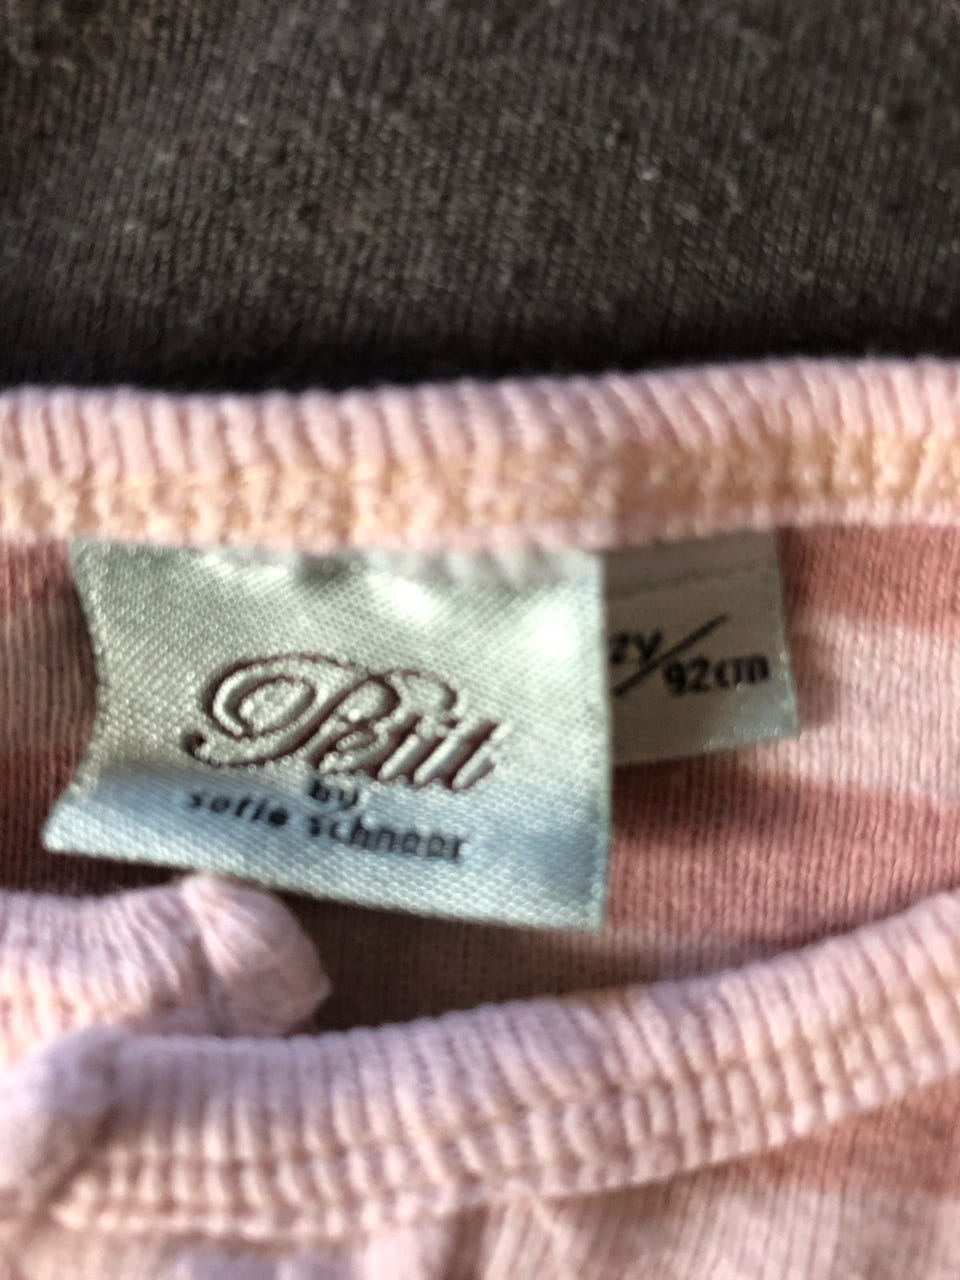 Petit
by
sofie schnoor
2Y/
92cm